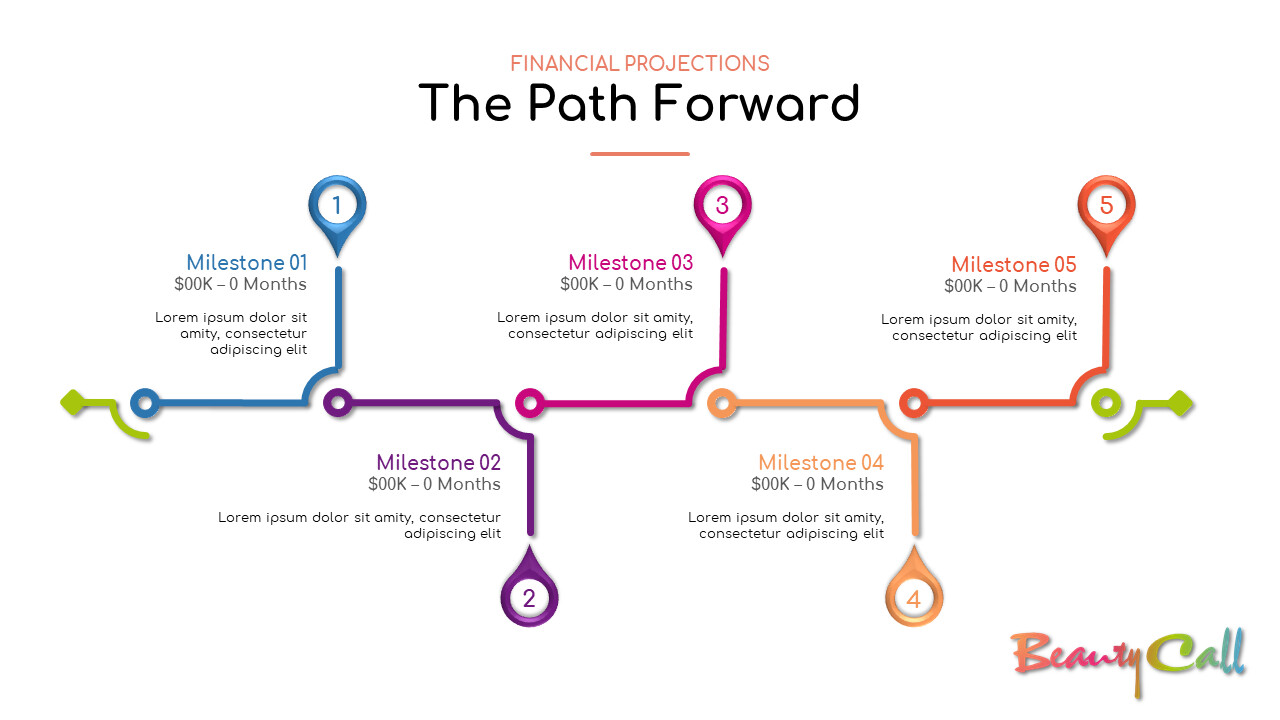 FINANCIAL PROJECTIONS
The Path Forward
1
Milestone 01
$00K – 0 Months
Lorem ipsum dolor sit
amity, consectetur
adipiscing elit
3
Milestone 03
$00K – 0 Months
Lorem ipsum dolor sit amity,
consectetur adipiscing elit
5
Milestone 05
$00K – 0 Months
Lorem ipsum dolor sit amity,
consectetur adipiscing elit
Milestone 02
$00K – 0 Months
Lorem ipsum dolor sit amity, consectetur
adipiscing elit
2
Milestone 04
$00K – 0 Months
Lorem ipsum dolor sit amity,
consectetur adipiscing elit
4
BeautyCall